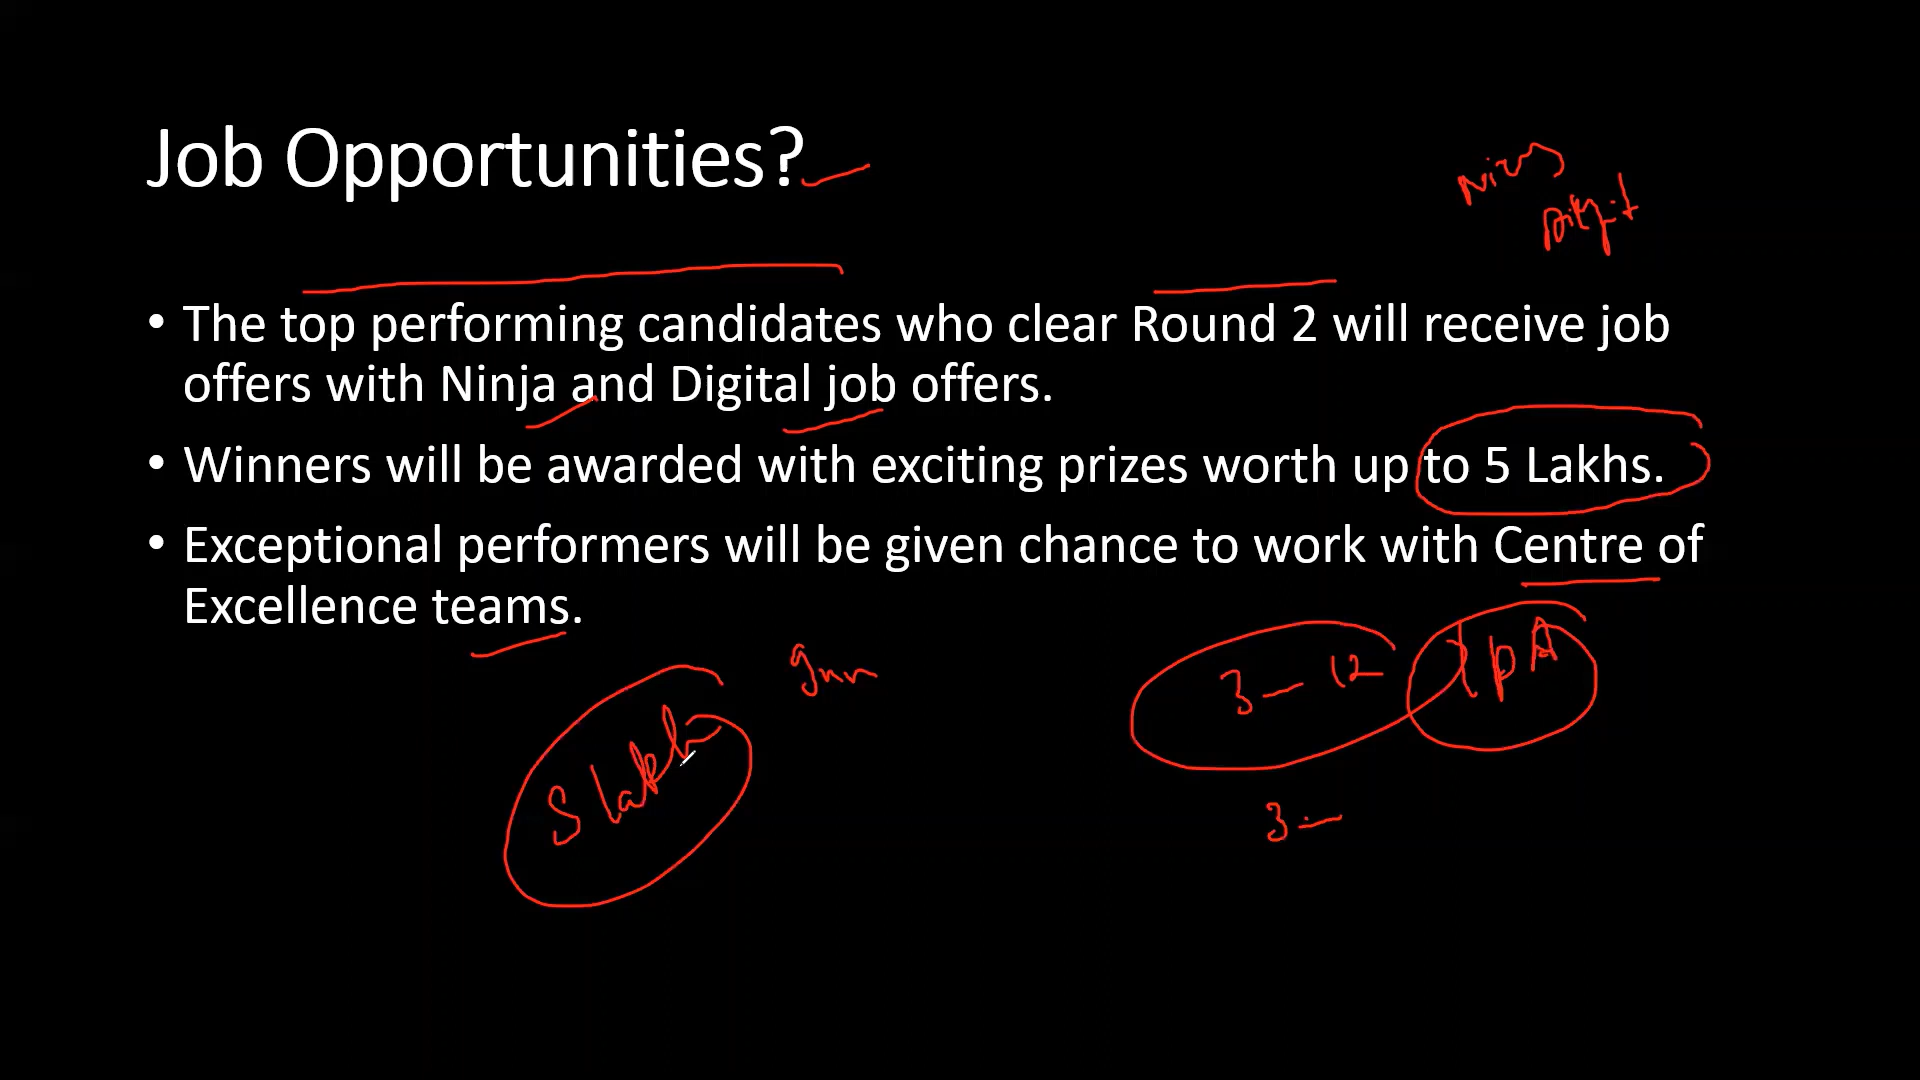 Job Opportunities?
• The top performing candidates who clear Round 2 will receive job
offers with Ninja and Digital job offers.
• Winners will be awarded with exciting prizes worth up to 5 Lakhs.
• Exceptional performers will be given chance to work with Centre of
Excellence teams.
3 - 12 LPA
5 lakh
3 -